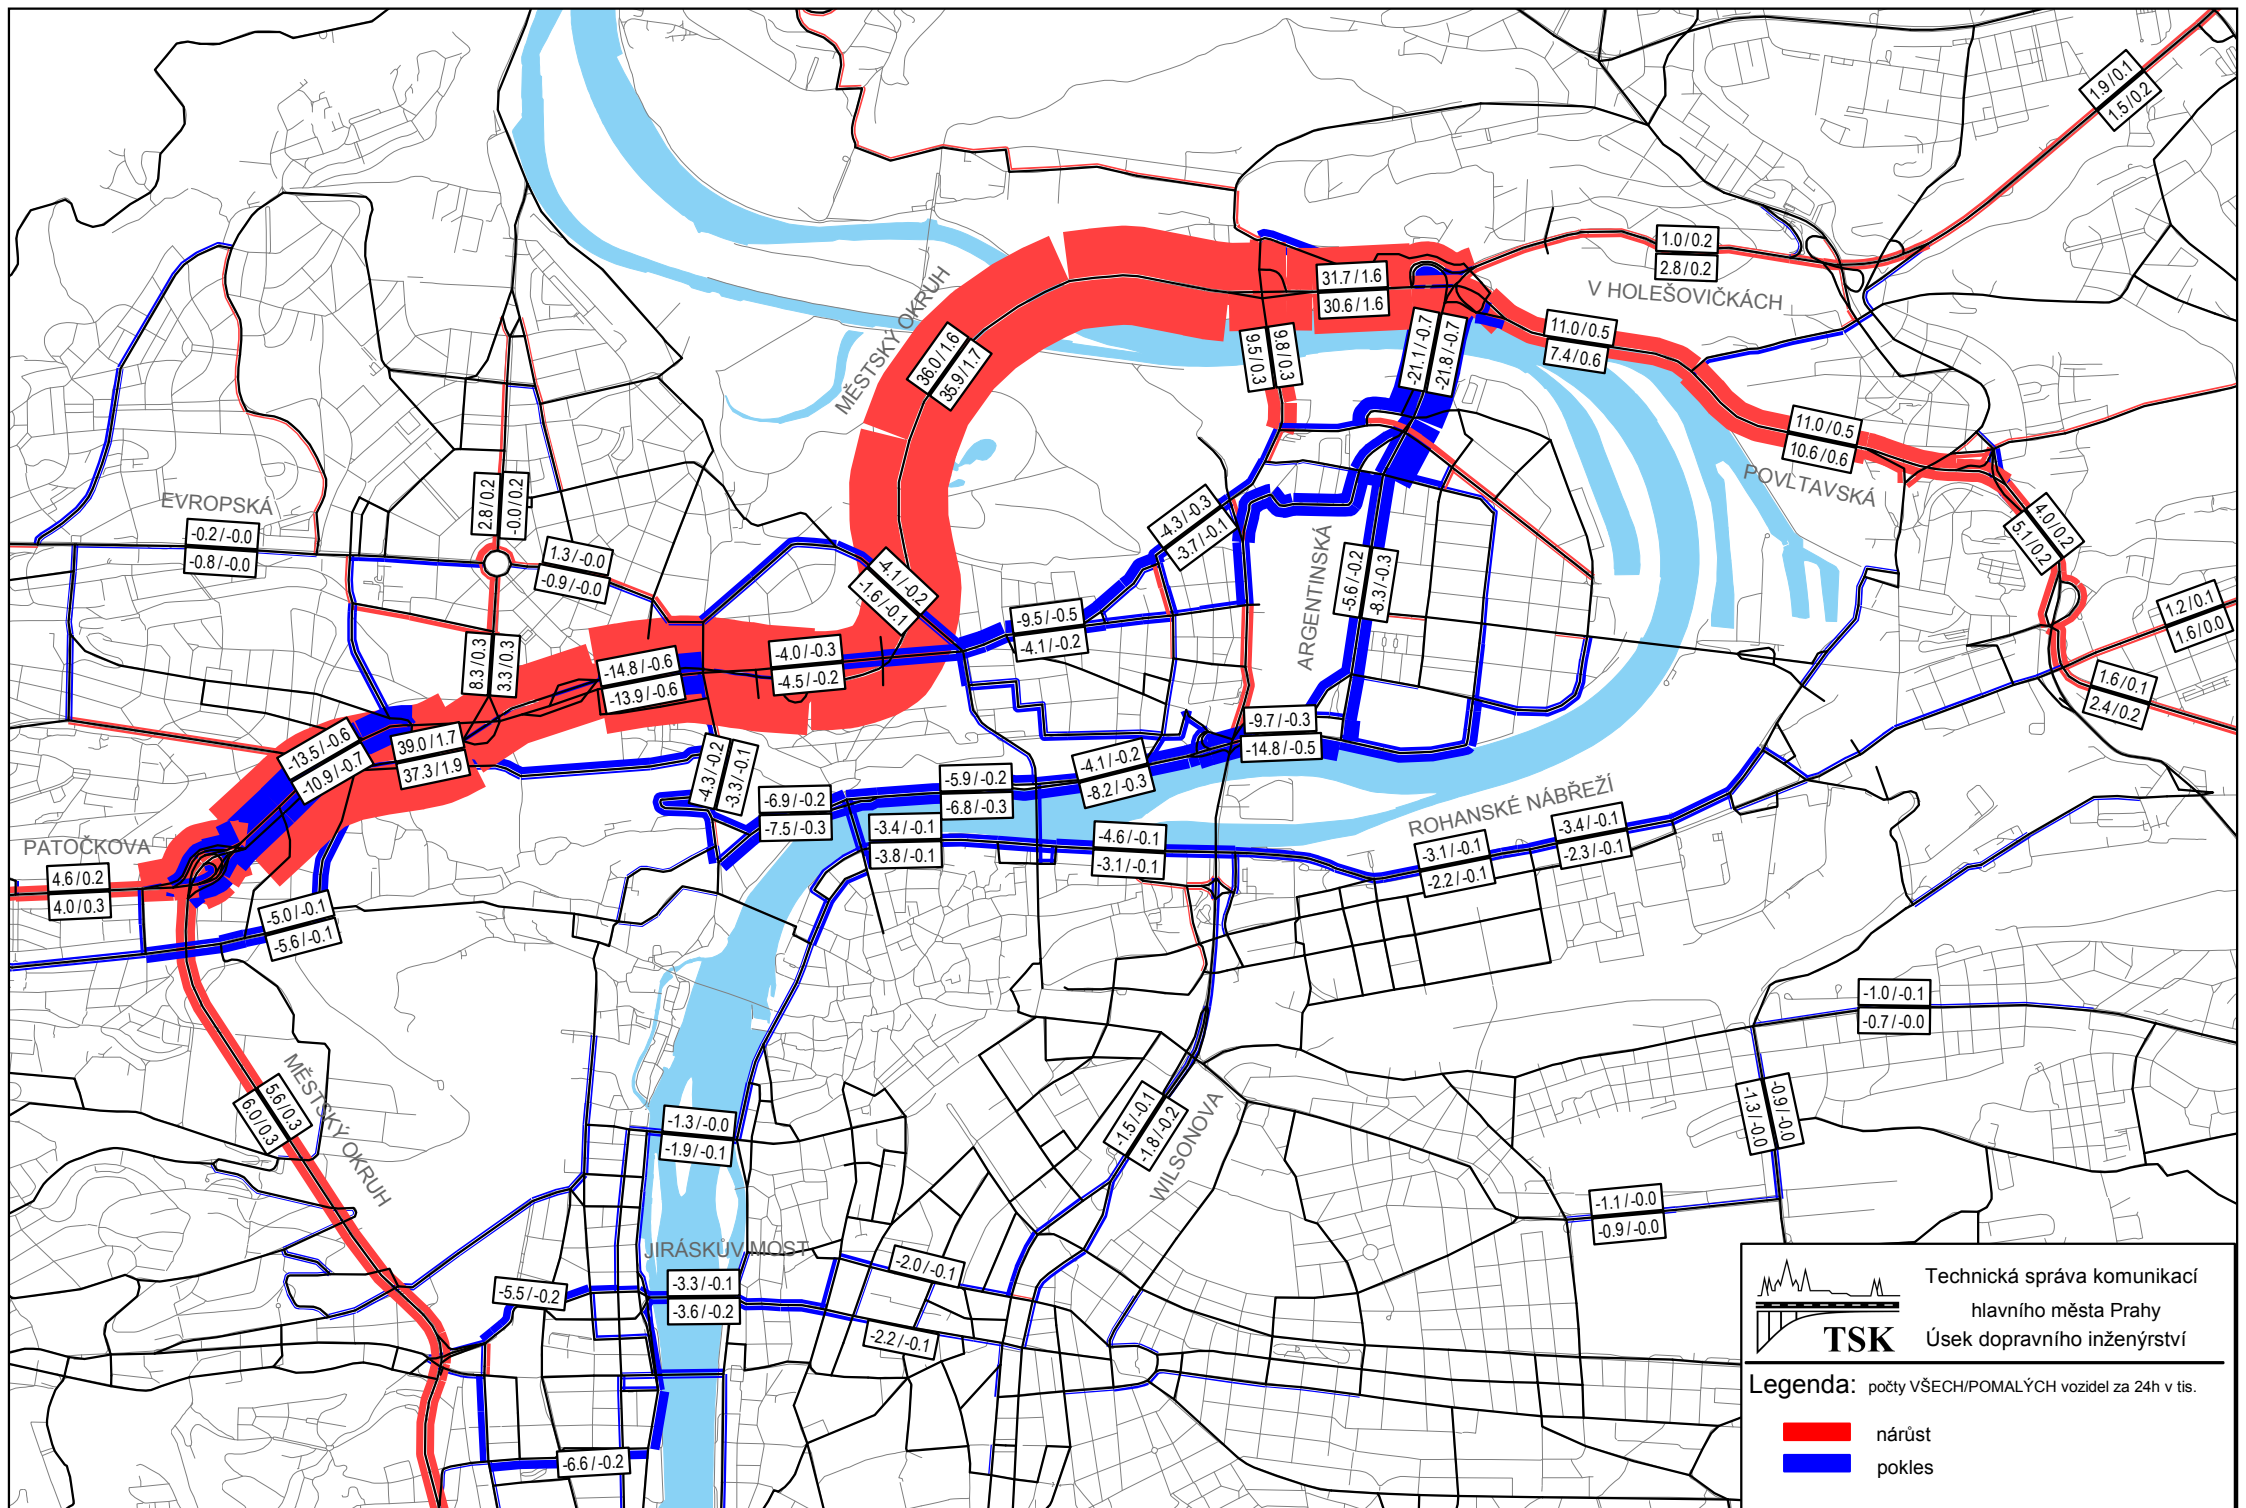 1.9 / 0.1
1.5 / 0.2
1.0 / 0.2
2.8 / 0.2
V HOLEŠOVIČKÁCH
31.7 / 1.6
30.6 / 1.6
MĚSTSKÝ OKRUH
36.0 / 1.6
35.9 / 1.7
9.5 / 0.3
9.8 / 0.3
-21.1 / -0.7
-21.8 / -0.7
11.0 / 0.5
7.4 / 0.6
11.0 / 0.5
10.6 / 0.6
POVLTAVSKÁ
EVROPSKÁ
-0.2 / -0.0
-0.8 / -0.0
2.8 / 0.2
-0.0 / 0.2
1.3 / -0.0
-0.9 / -0.0
-4.3 / -0.3
-3.7 / -0.1
4.0 / 0.2
5.1 / 0.2
-4.1 / -0.2
-1.6 / -0.1
-9.5 / -0.5
-4.1 / -0.2
ARGENTINSKÁ
-5.6 / -0.2
-8.3 / -0.3
1.2 / 0.1
1.6 / 0.0
8.3 / 0.3
3.3 / 0.3
-14.8 / -0.6
-13.9 / -0.6
-4.0 / -0.3
-4.5 / -0.2
1.6 / 0.1
2.4 / 0.2
-13.5 / -0.6
-10.9 / -0.7
39.0 / 1.7
37.3 / 1.9
-9.7 / -0.3
-14.8 / -0.5
-4.3 / -0.2
-3.3 / -0.1
-5.9 / -0.2
-6.8 / -0.3
-4.1 / -0.2
-8.2 / -0.3
-6.9 / -0.2
-7.5 / -0.3
-3.4 / -0.1
-3.8 / -0.1
-4.6 / -0.1
-3.1 / -0.1
ROHANSKÉ NÁBŘEŽÍ
-3.1 / -0.1
-2.2 / -0.1
-3.4 / -0.1
-2.3 / -0.1
PATOČKOVA
4.6 / 0.2
4.0 / 0.3
-5.0 / -0.1
-5.6 / -0.1
-1.0 / -0.1
-0.7 / -0.0
MĚSTSKÝ OKRUH
5.6 / 0.3
6.0 / 0.3
-1.3 / -0.0
-1.9 / -0.1
-1.5 / -0.1
-1.8 / -0.2
WILSONOVA
-1.3 / -0.0
-0.9 / -0.0
-1.1 / -0.0
-0.9 / -0.0
JIRÁSKŮV MOST
-5.5 / -0.2
-3.3 / -0.1
-3.6 / -0.2
-2.0 / -0.1
-2.2 / -0.1
-6.6 / -0.2
Technická správa komunikací
hlavního města Prahy
TSK Úsek dopravního inženýrství
Legenda: počty VŠECH/POMALÝCH vozidel za 24h v tis.
nárůst
pokles